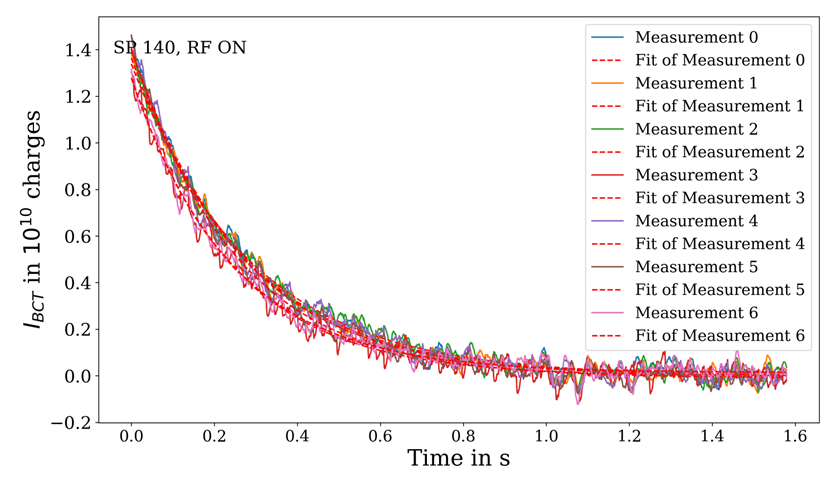 SP 140, RF ON
Measurement 0
Fit of Measurement 0
Measurement 1
Fit of Measurement 1
Measurement 2
Fit of Measurement 2
Measurement 3
Fit of Measurement 3
Measurement 4
Fit of Measurement 4
Measurement 5
Fit of Measurement 5
Measurement 6
Fit of Measurement 6
I_{BCT} in 10^{10} charges
1.4
1.2
1.0
0.8
0.6
0.4
0.2
0.0
−0.2
0.0 0.2 0.4 0.6 0.8 1.0 1.2 1.4 1.6
Time in s